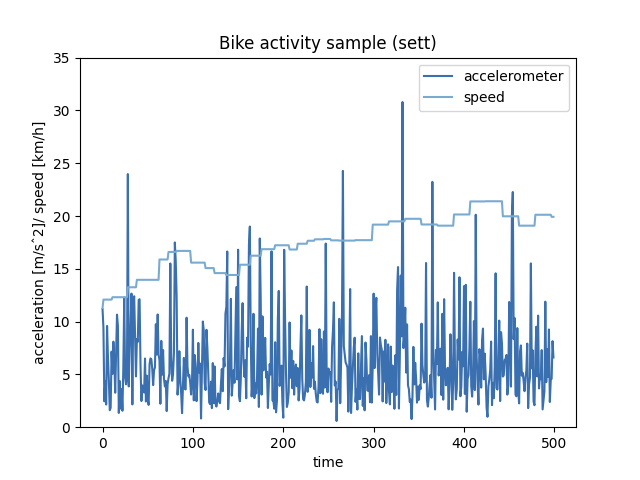 Bike activity sample (sett)
accelerometer
speed
acceleration [m/s^2]/ speed [km/h]
35
30
25
20
15
10
5
0
0 100 200 300 400 500
time